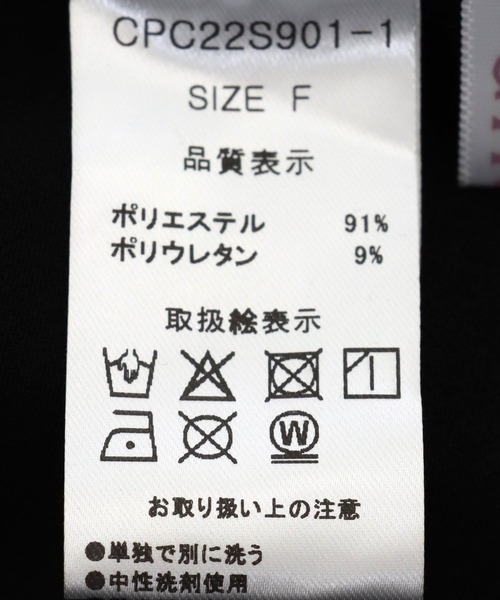 CPC22S901-1
SIZE F
品質表示
ポリエステル 91%
ポリウレタン 9%
取扱絵表示
W
お取り扱い上の注意
●単独で別に洗う
●中性洗剤使用